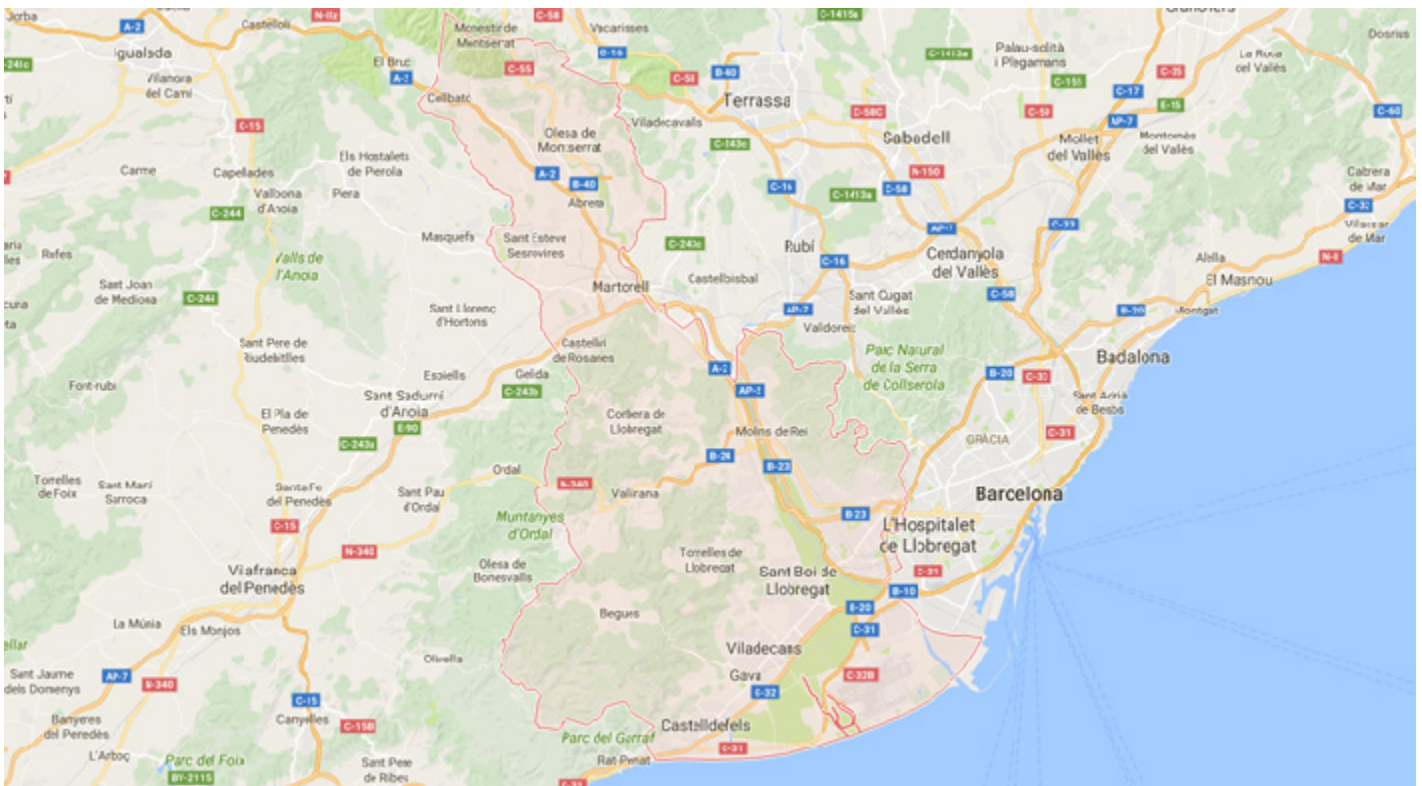 Jorba
A-2
Castellolí
N-IIz
C-58
Vacarisses
C-1415a
Dosrius
Igualada
Monestir de
Montserrat
C-16
C-1413a
Palau-solità
i Plegamans
La Roca
del Vallès
El Bruc
A-2
C-55
C-58
B-40
C-155
C-35
C-17
Vilanova
del Camí
Collbató
Terrassa
C-58C
C-59
E-15
C-60
C-15
Olesa de
Montserrat
Viladecavalls
Sabadell
AP-7
Mollet
del Vallès
Montornès
del Vallès
Carme
Capellades
Els Hostalets
de Pierola
A-2
B-40
C-243c
C-16
N-150
C-58
C-1413a
Cabrera
de Mar
Vallbona
d'Anoia
Piera
Abrera
C-244
C-32
Vilassar
de Mar
Masquefa
Sant Esteve
Sesrovires
C-243c
Rubí
AP-7
C-33
Cerdanyola
del Vallès
N-II
Alella
El Masnou
Valls de
l'Anoia
C-16
Castellbisbal
Sant Joan
de Mediona
C-244
Martorell
Sant Cugat
del Vallès
C-58
AP-7
B-20
Montgat
Sant Llorenç
d'Hortons
Valldoreix
Sant Pere de
Riudebitlles
Castellví
de Rosanes
Parc Natural
de la Serra
de Collserola
Badalona
Font-rubí
Espiells
Gelida
A-2
B-20
C-33
C-243b
AP-2
Sant Sadurní
d'Anoia
Sant Adrià
de Besòs
El Pla del
Penedès
E-90
Corbera de
Llobregat
Molins de Rei
C-31
C-243a
GRÀCIA
B-24
B-23
Torrelles
de Foix
Sant Martí
Sarroca
Santa Fe
del Penedès
Ordal
N-340
Sant Pau
d'Ordal
Vallirana
Barcelona
C-15
Muntanyes
d'Ordal
B-23
L'Hospitalet
de Llobregat
N-340
Torrelles de
Llobregat
Vilafranca
del Penedès
Olesa de
Bonesvalls
Sant Boi de
Llobregat
C-31
B-10
Begues
B-20
La Múnia
Els Monjos
C-31
Viladecans
Olivella
Sant Jaume
dels Domenys
AP-7
N-340
Gavà
C-32B
C-32
C-15
Banyeres
del Penedès
Canyelles
C-15B
Castelldefels
Parc del Garraf
C-31
L'Arboç
Parc del Foix
Rat-Penat
Sant Pere
de Ribes
BV-2115